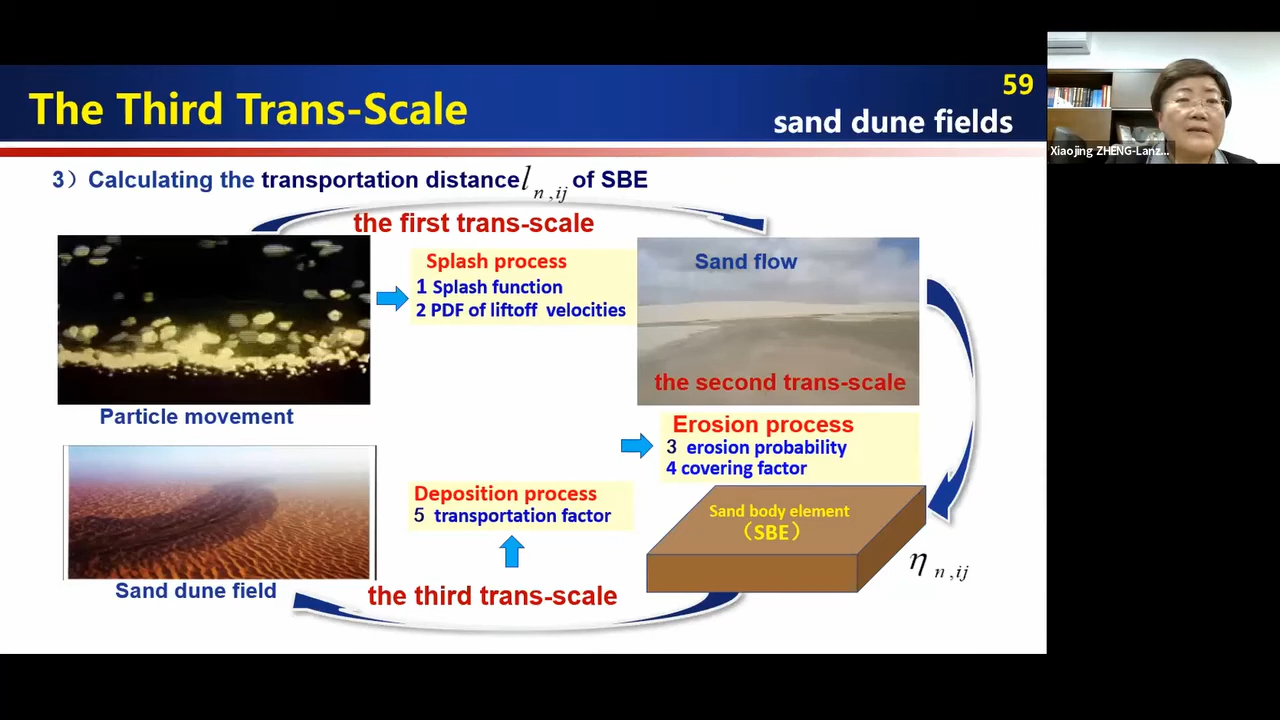 59
The Third Trans-Scale
sand dune fields
Xiaojing ZHENG-Lanz...
3）Calculating the transportation distance l n,ij of SBE
the first trans-scale
Splash process
1 Splash function
2 PDF of liftoff velocities
Sand flow
the second trans-scale
Particle movement
Erosion process
3 erosion probability
4 covering factor
Deposition process
5 transportation factor
Sand body element
（SBE）
η n,ij
Sand dune field
the third trans-scale